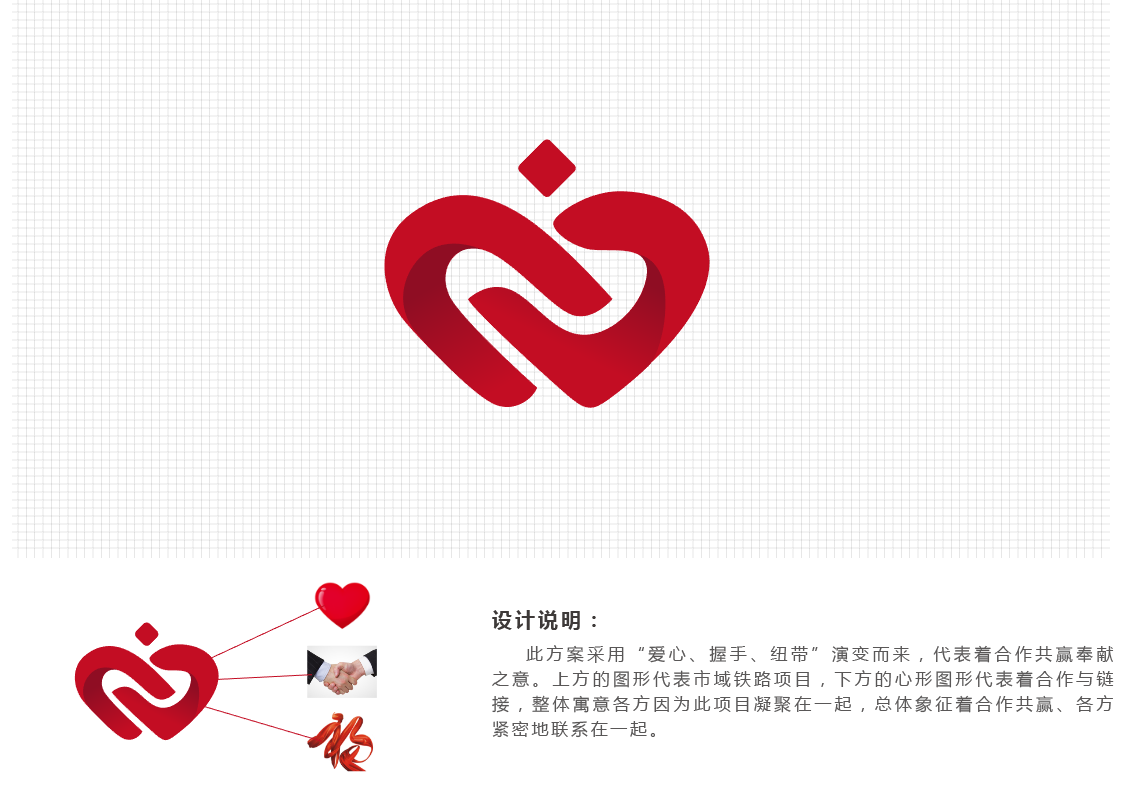 设计说明：
此方案采用“爱心、握手、纽带”演变而来，代表着合作共赢奉献
之意。上方的图形代表市域铁路项目，下方的心形图形代表着合作与链
接，整体寓意各方因为此项目凝聚在一起，总体象征着合作共赢、各方
紧密地联系在一起。